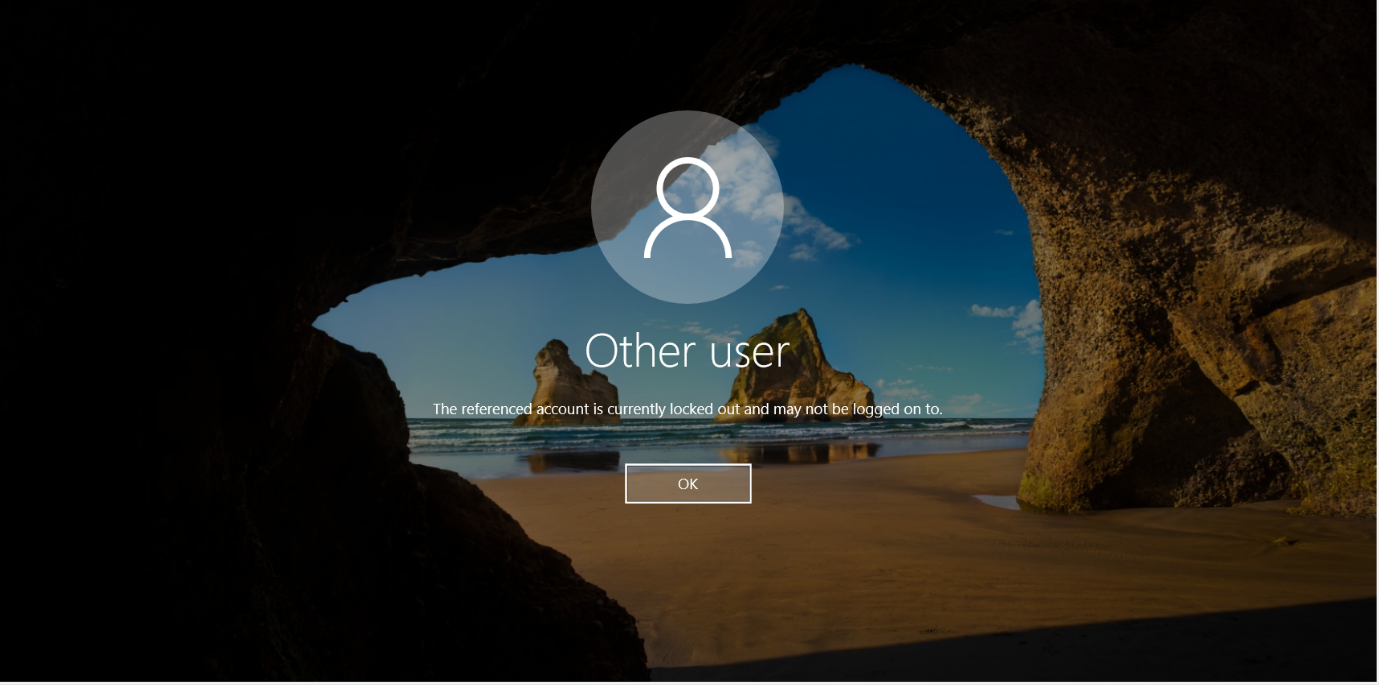 Other user
The referenced account is currently locked out and may not be logged on to.
OK